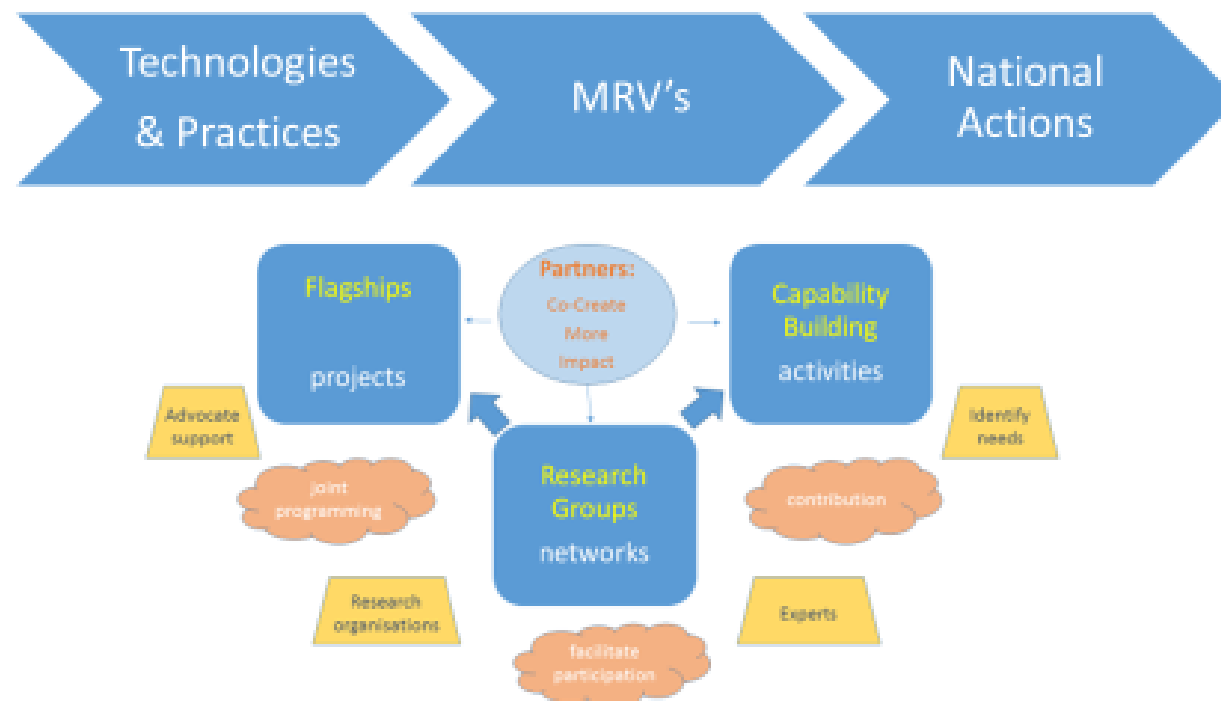 Technologies
& Practices
MRV's
National
Actions
Flagships
projects
Partners:
Co-Create
More
Impact
Capability
Building
activities
Advocate
support
Identify
needs
joint
programming
Research
Groups
networks
contribution
Research
organisations
Experts
facilitate
participation